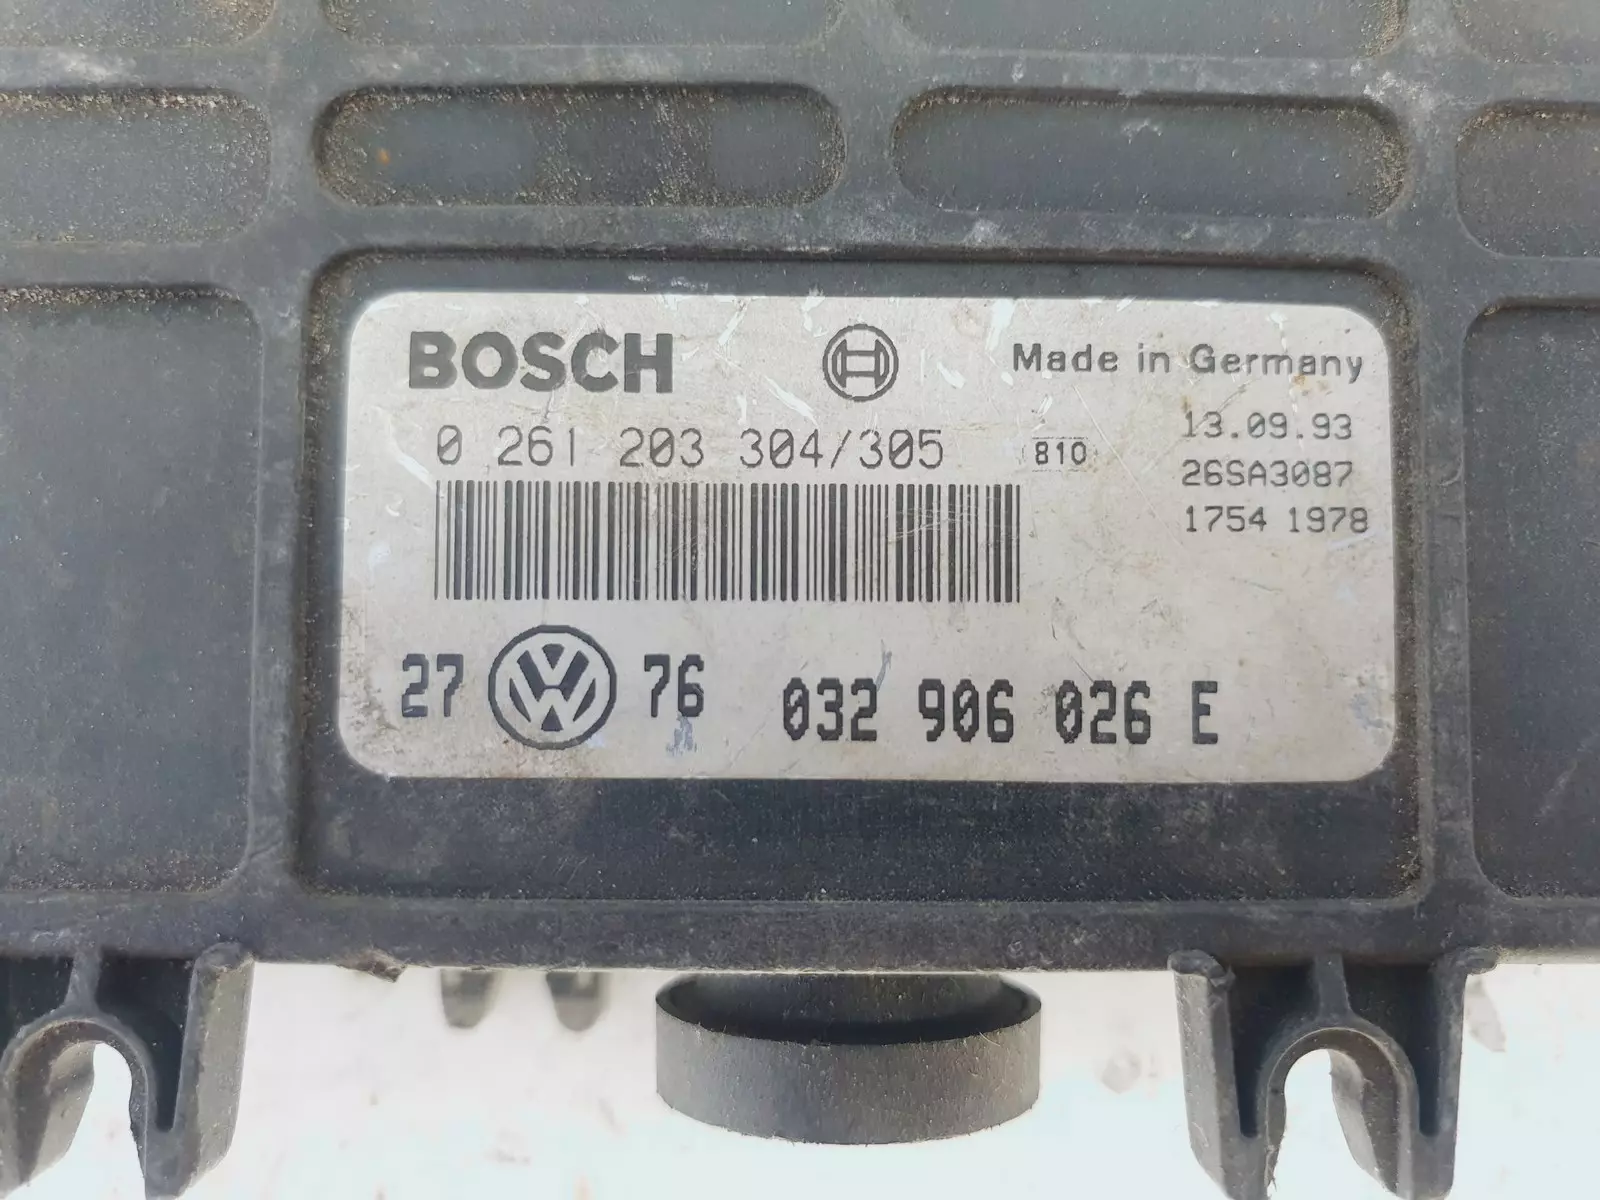 BOSCH Made in Germany
0 261 203 304/305 810 13.09.93
26SA3087
1754 1978
27 76 032 906 026 E